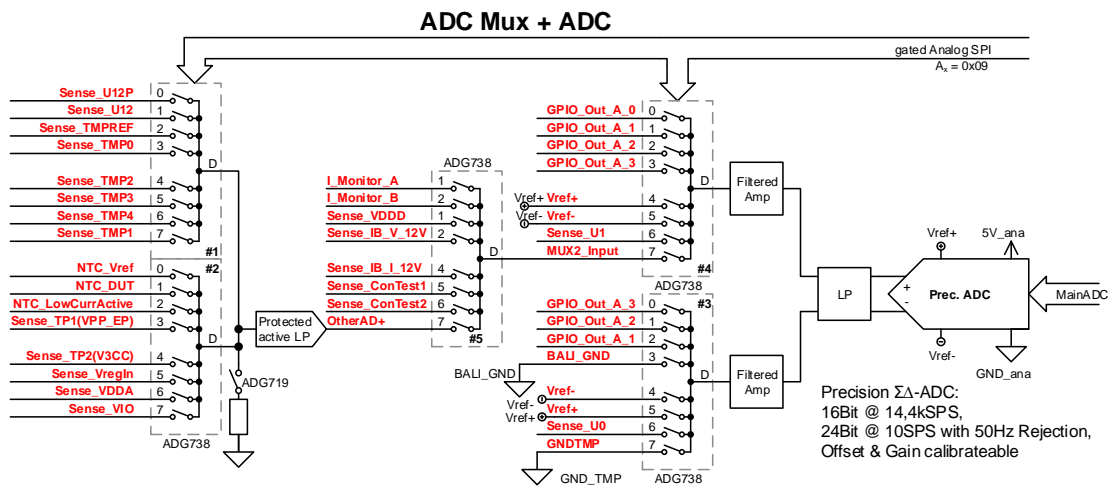 ADC Mux + ADC
gated Analog SPI
Ax = 0x09
Sense_U12P 0
Sense_U12 1
Sense_TMPREF 2
Sense_TMP0 3
D
Sense_TMP2 4
Sense_TMP3 5
Sense_TMP4 6
Sense_TMP1 7
#1
#2
NTC_Vref 0
NTC_DUT 1
NTC_LowCurrActive 2
Sense_TP1(VPP_EP) 3
D
Sense_TP2(V3CC) 4
Sense_VregIn 5
Sense_VDDA 6
Sense_VIO 7
ADG738
ADG719
Protected
active LP
ADG738
I_Monitor_A 1
I_Monitor_B 2
Sense_VDDD 1
Sense_IB_V_12V 2
D
Sense_IB_I_12V 4
Sense_ConTest1 5
Sense_ConTest2 6
OtherAD+ 7
#5
GPIO_Out_A_0 0
GPIO_Out_A_1 1
GPIO_Out_A_2 2
GPIO_Out_A_3 3
D
Vref+ Vref+ 4
Vref- Vref- 5
Sense_U1 6
MUX2_Input 7
#4
ADG738
#3
GPIO_Out_A_3 0
GPIO_Out_A_2 1
GPIO_Out_A_1 2
BALI_GND 3
BALI_GND
D
Vref- Vref- 4
Vref+ Vref+ 5
Sense_U0 6
GNDTMP 7
GND_TMP
ADG738
Filtered
Amp
Filtered
Amp
LP
Vref+
5V_ana
+
-
Prec. ADC
MainADC
Vref-
GND_ana
Precision ΣΔ-ADC:
16Bit @ 14,4kSPS,
24Bit @ 10SPS with 50Hz Rejection,
Offset & Gain calibrateable